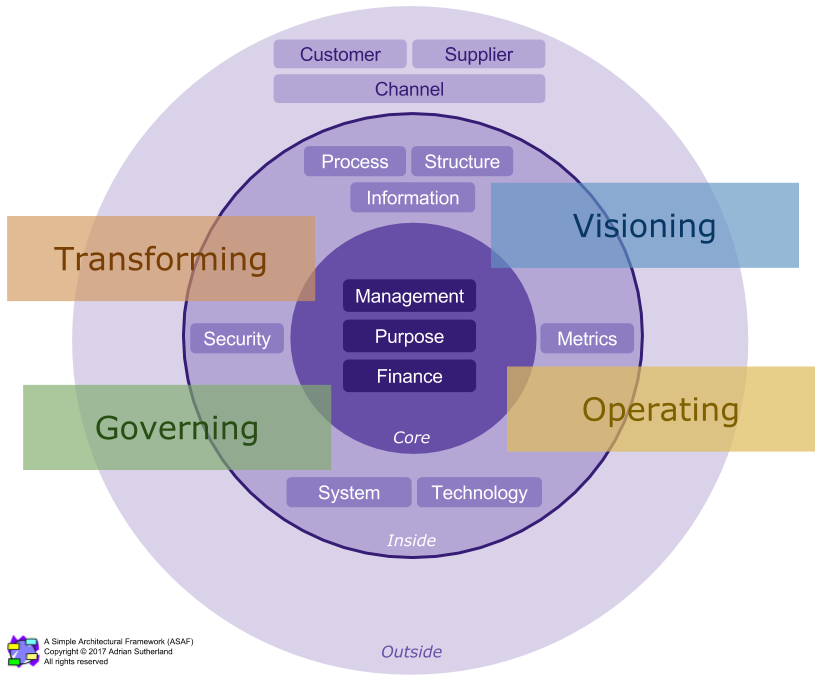 Customer Supplier
Channel
Process Structure
Information
Visioning
Transforming
Management
Purpose
Security
Metrics
Finance
Operating
Governing
Core
System Technology
Inside
Outside
A Simple Architectural Framework (ASAF)
Copyright © 2017 Adrian Sutherland
All rights reserved